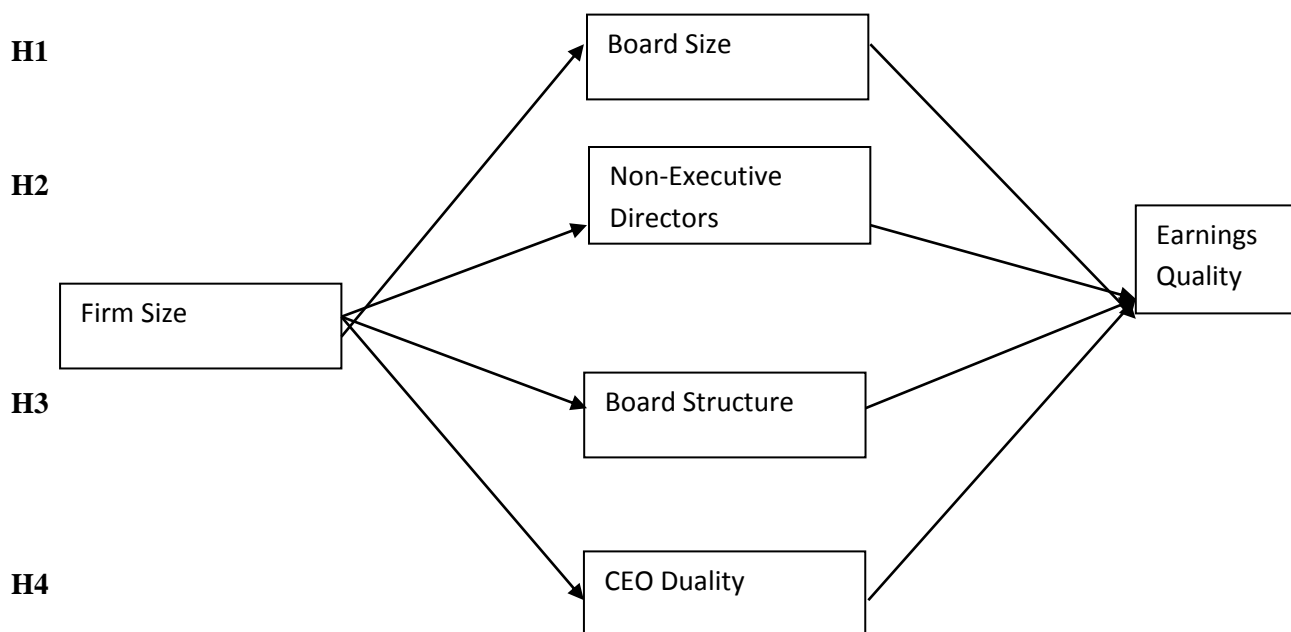 H1
Board Size
H2
Non-Executive
Directors
Earnings
Quality
Firm Size
H3
Board Structure
H4
CEO Duality